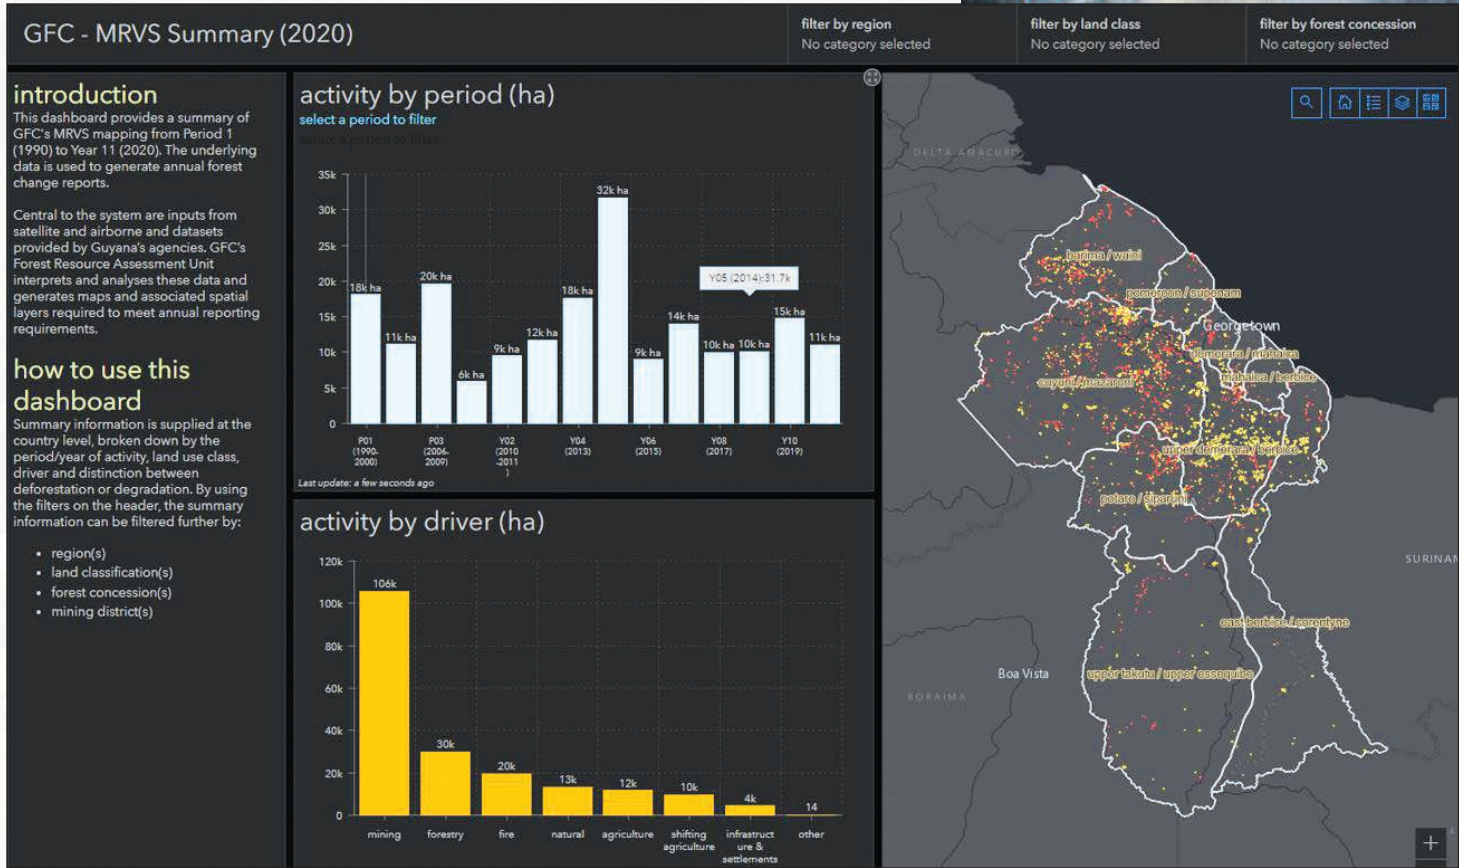 GFC - MRVS Summary (2020)
filter by region
No category selected
filter by land class
No category selected
filter by forest concession
No category selected
introduction
This dashboard provides a summary of
GFC's MRVS mapping from Period 1
(1990) to Year 11 (2020). The underlying
data is used to generate annual forest
change reports.
Central to the system are inputs from
satellite and airborne and datasets
provided by Guyana's agencies. GFC's
Forest Resource Assessment Unit
interprets and analyses these data and
generates maps and associated spatial
layers required to meet annual reporting
requirements.
how to use this
dashboard
Summary information is supplied at the
country level, broken down by the
period/year of activity, land use class,
driver and distinction between
deforestation or degradation. By using
the filters on the header, the summary
information can be filtered further by:
• region(s)
• land classification(s)
• forest concession(s)
• mining district(s)
activity by period (ha)
select a period to filter
select a period to filter
35k
30k
25k
20k
15k
10k
5k
0
18k ha
11k ha
20k ha
6k ha
9k ha
12k ha
18k ha
32k ha
9k ha
14k ha
10k ha
10k ha
15k ha
11k ha
Y05 (2014):31.7k
P01
(1990-
2000)
P03
(2006-
2009)
Y02
(2010
-2011
)
Y04
(2013)
Y06
(2015)
Y08
(2017)
Y10
(2019)
Last update: a few seconds ago
activity by driver (ha)
120k
100k
80k
60k
40k
20k
0
106k
30k
20k
13k
12k
10k
4k
14
mining
forestry
fire
natural
agriculture
shifting
agriculture
infrastruct
ure &
settlements
other
DELTA AMACURO
barima / waini
pomeroon / supenam
Georgetown
demerara / mahaica
mahaica / berbice
cuyuni / mazaruni
upper demerara / berbice
potaro / siparuni
SURINAM
east berbice / corentyne
Boa Vista
upper takutu / upper essequibo
RORAIMA
+